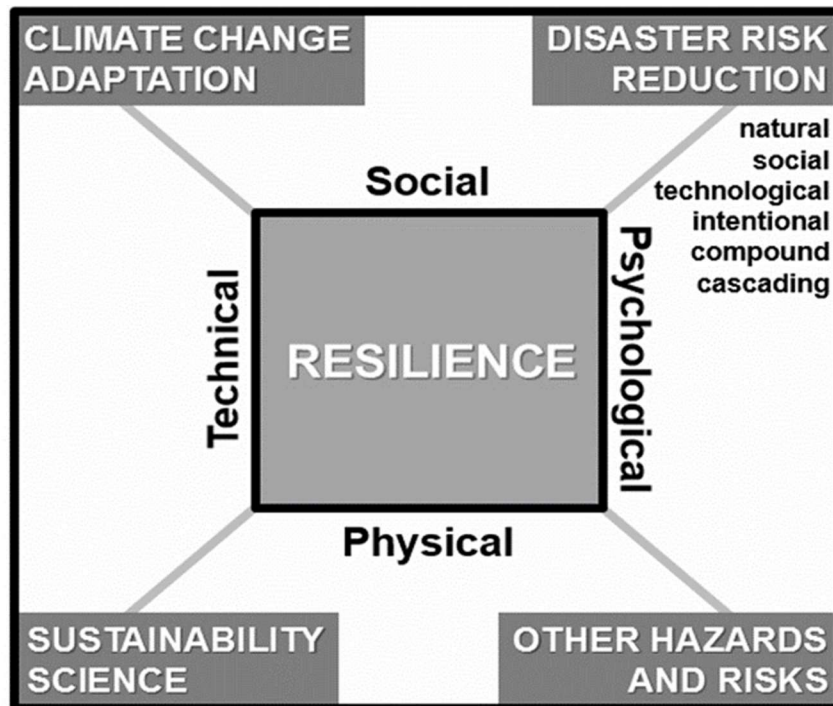 CLIMATE CHANGE
ADAPTATION
DISASTER RISK
REDUCTION
natural
social
technological
intentional
compound
cascading
Social
Technical
RESILIENCE
Psychological
Physical
SUSTAINABILITY
SCIENCE
OTHER HAZARDS
AND RISKS